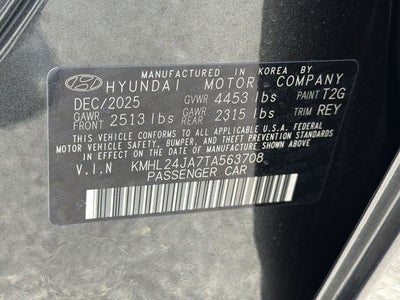 MANUFACTURED IN KOREA BY
HYUNDAI MOTOR COMPANY
DEC/2025 GVWR 4453 lbs PAINT T2G
GAWR FRONT 2513 lbs GAWR REAR 2315 lbs TRIM REY
THIS VEHICLE CONFORMS TO ALL APPLICABLE U.S.A. FEDERAL
MOTOR VEHICLE SAFETY, BUMPER, AND THEFT PREVENTION STANDARDS
IN EFFECT ON THE DATE OF MANUFACTURE SHOWN ABOVE.
V.I.N KMHL24JA7TA563708
PASSENGER CAR